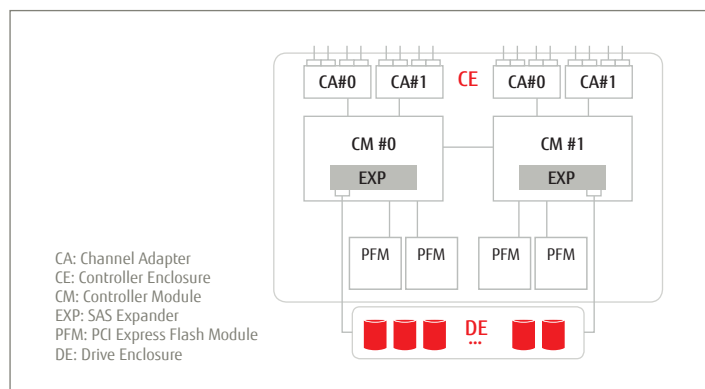 CA#0 CA#1 CE CA#0 CA#1
CM #0 CM #1
EXP EXP
PFM PFM PFM PFM
CA: Channel Adapter
CE: Controller Enclosure
CM: Controller Module
EXP: SAS Expander
PFM: PCI Express Flash Module
DE: Drive Enclosure
DE
...